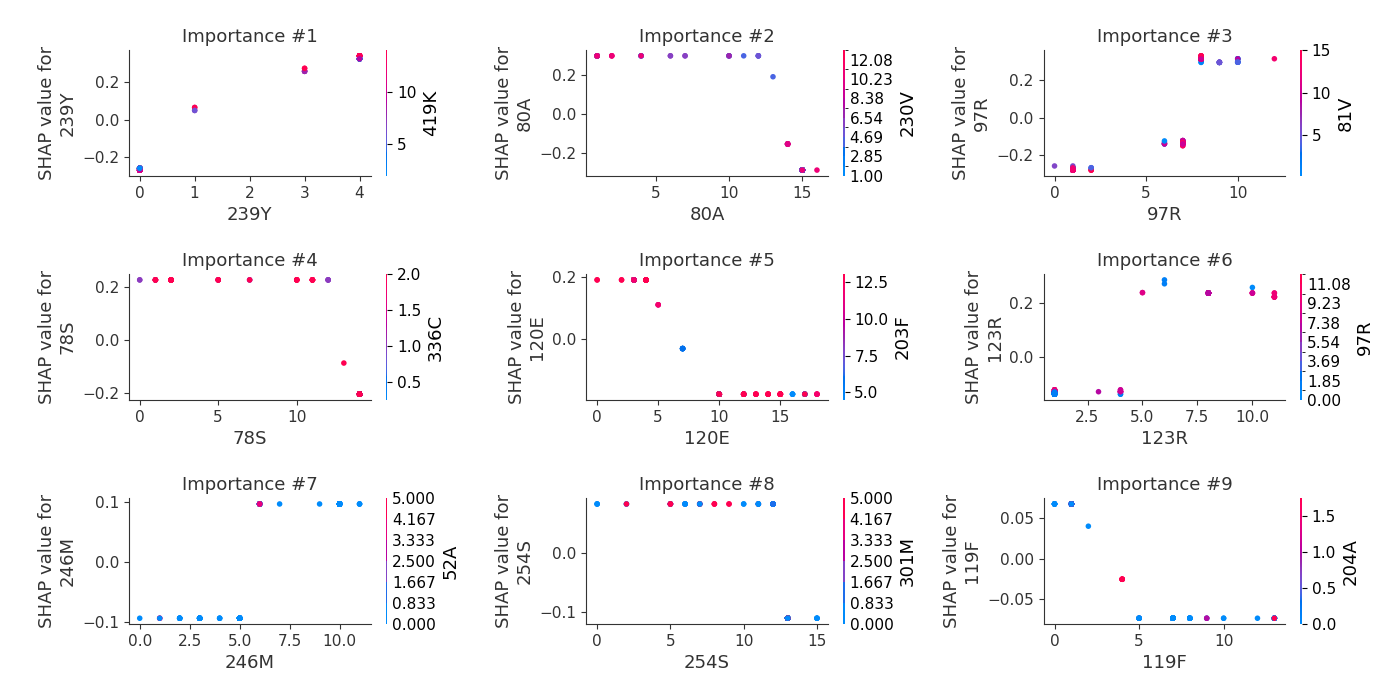 Importance #1
SHAP value for
239Y
0.2
0.0
−0.2
0
1
2
3
4
239Y
10
5
419K
Importance #2
SHAP value for
80A
0.2
0.0
−0.2
5
10
15
80A
12.08
10.23
8.38
6.54
4.69
2.85
1.00
230V
Importance #3
SHAP value for
97R
0.2
0.0
−0.2
0
5
10
97R
15
10
5
81V
Importance #4
SHAP value for
78S
0.2
0.0
−0.2
0
10
78S
2.0
1.5
1.0
0.5
336C
Importance #5
SHAP value for
120E
0.2
0.0
0
5
10
15
120E
12.5
10.0
7.5
5.0
203F
Importance #6
SHAP value for
123R
0.2
0.0
2.5
5.0
7.5
10.0
123R
11.08
9.23
7.38
5.54
3.69
1.85
0.00
97R
Importance #7
SHAP value for
246M
0.1
0.0
−0.1
0.0
2.5
5.0
7.5
10.0
246M
5.000
4.167
3.333
2.500
1.667
0.833
0.000
52A
Importance #8
SHAP value for
254S
0.0
−0.1
0
5
10
15
254S
5.000
4.167
3.333
2.500
1.667
0.833
0.000
301M
Importance #9
SHAP value for
119F
0.05
0.00
−0.05
0
5
10
119F
1.5
1.0
0.5
0.0
204A